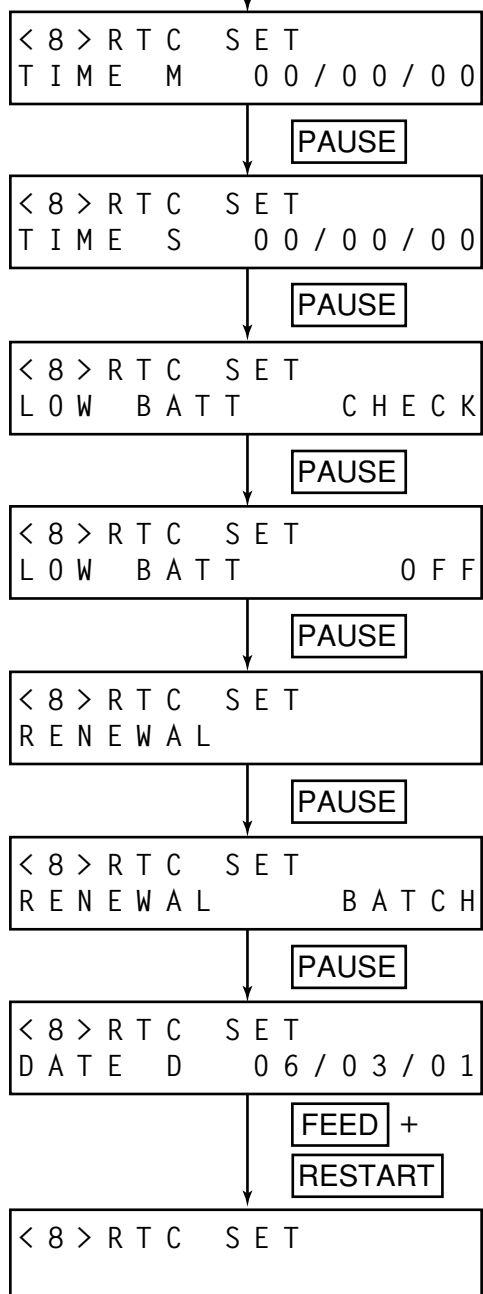 <8>RTC SET
TIME M 00/00/00
PAUSE
<8>RTC SET
TIME S 00/00/00
PAUSE
<8>RTC SET
LOW BATT CHECK
PAUSE
<8>RTC SET
LOW BATT OFF
PAUSE
<8>RTC SET
RENEWAL
PAUSE
<8>RTC SET
RENEWAL BATCH
PAUSE
<8>RTC SET
DATE D 06/03/01
FEED +
RESTART
<8>RTC SET